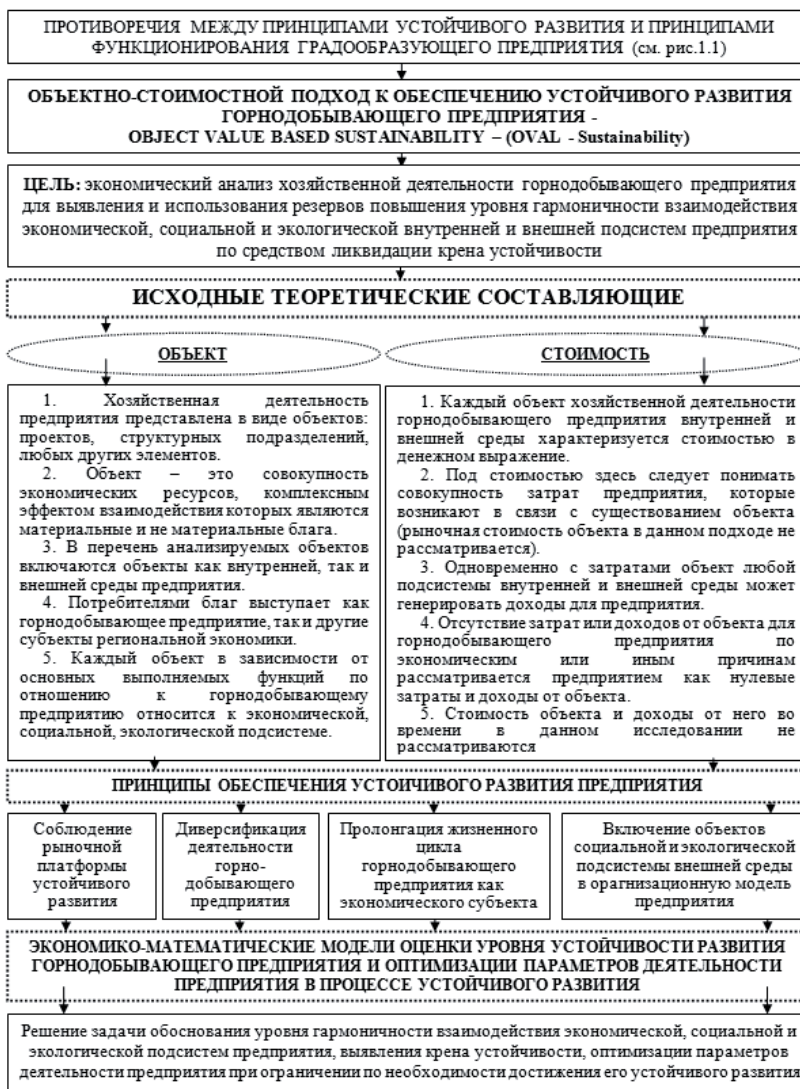 ПРОТИВОРЕЧИЯ МЕЖДУ ПРИНЦИПАМИ УСТОЙЧИВОГО РАЗВИТИЯ И ПРИНЦИПАМИ
ФУНКЦИОНИРОВАНИЯ ГРАДООБРАЗУЮЩЕГО ПРЕДПРИЯТИЯ (см. рис.1.1)
ОБЪЕКТНО-СТОИМОСТНОЙ ПОДХОД К ОБЕСПЕЧЕНИЮ УСТОЙЧИВОГО РАЗВИТИЯ
ГОРНОДОБЫВАЮЩЕГО ПРЕДПРИЯТИЯ -
OBJECT VALUE BASED SUSTAINABILITY – (OVAL - Sustainability)
ЦЕЛЬ: экономический анализ хозяйственной деятельности горнодобывающего предприятия
для выявления и использования резервов повышения уровня гармоничности взаимодействия
экономической, социальной и экологической внутренней и внешней подсистем предприятия
по средством ликвидации крена устойчивости
ИСХОДНЫЕ ТЕОРЕТИЧЕСКИЕ СОСТАВЛЯЮЩИЕ
ОБЪЕКТ
1. Хозяйственная деятельность
предприятия представлена в виде объектов:
проектов, структурных подразделений,
любых других элементов.
2. Объект – это совокупность
экономических ресурсов, комплексным
эффектом взаимодействия которых являются
материальные и не материальные блага.
3. В перечень анализируемых объектов
включаются объекты как внутренней, так и
внешней среды предприятия.
4. Потребителями благ выступает как
горнодобывающее предприятие, так и другие
субъекты региональной экономики.
5. Каждый объект в зависимости от
основных выполняемых функций по
отношению к горнодобывающему
предприятию относится к экономической,
социальной, экологической подсистеме.
СТОИМОСТЬ
1. Каждый объект хозяйственной деятельности
горнодобывающего предприятия внутренней и
внешней среды характеризуется стоимостью в
денежном выражение.
2. Под стоимостью здесь следует понимать
совокупность затрат предприятия, которые
возникают в связи с существованием объекта
(рыночная стоимость объекта в данном подходе не
рассматривается).
3. Одновременно с затратами объект любой
подсистемы внутренней и внешней среды может
генерировать доходы для предприятия.
4. Отсутствие затрат или доходов от объекта для
горнодобывающего предприятия по
экономическим или иным причинам
рассматривается предприятием как нулевые
затраты и доходы от объекта.
5. Стоимость объекта и доходы от него во
времени в данном исследовании не
рассматриваются
ПРИНЦИПЫ ОБЕСПЕЧЕНИЯ УСТОЙЧИВОГО РАЗВИТИЯ ПРЕДПРИЯТИЯ
Соблюдение
рыночной
платформы
устойчивого
развития
Диверсификация
деятельности
горно-
добывающего
предприятия
Пролонгация жизненного
цикла
горнодобывающего
предприятия как
экономического субъекта
Включение объектов
социальной и экологической
подсистемы внешней среды
в орагнизационную модель
предприятия
ЭКОНОМИКО-МАТЕМАТИЧЕСКИЕ МОДЕЛИ ОЦЕНКИ УРОВНЯ УСТОЙЧИВОСТИ РАЗВИТИЯ
ГОРНОДОБЫВАЮЩЕГО ПРЕДПРИЯТИЯ И ОПТИМИЗАЦИИ ПАРАМЕТРОВ ДЕЯТЕЛЬНОСТИ
ПРЕДПРИЯТИЯ В ПРОЦЕССЕ УСТОЙЧИВОГО РАЗВИТИЯ
Решение задачи обоснования уровня гармоничности взаимодействия экономической, социальной и
экологической подсистем предприятия, выявления крена устойчивости, оптимизации параметров
деятельности предприятия при ограничении по необходимости достижения его устойчивого развития